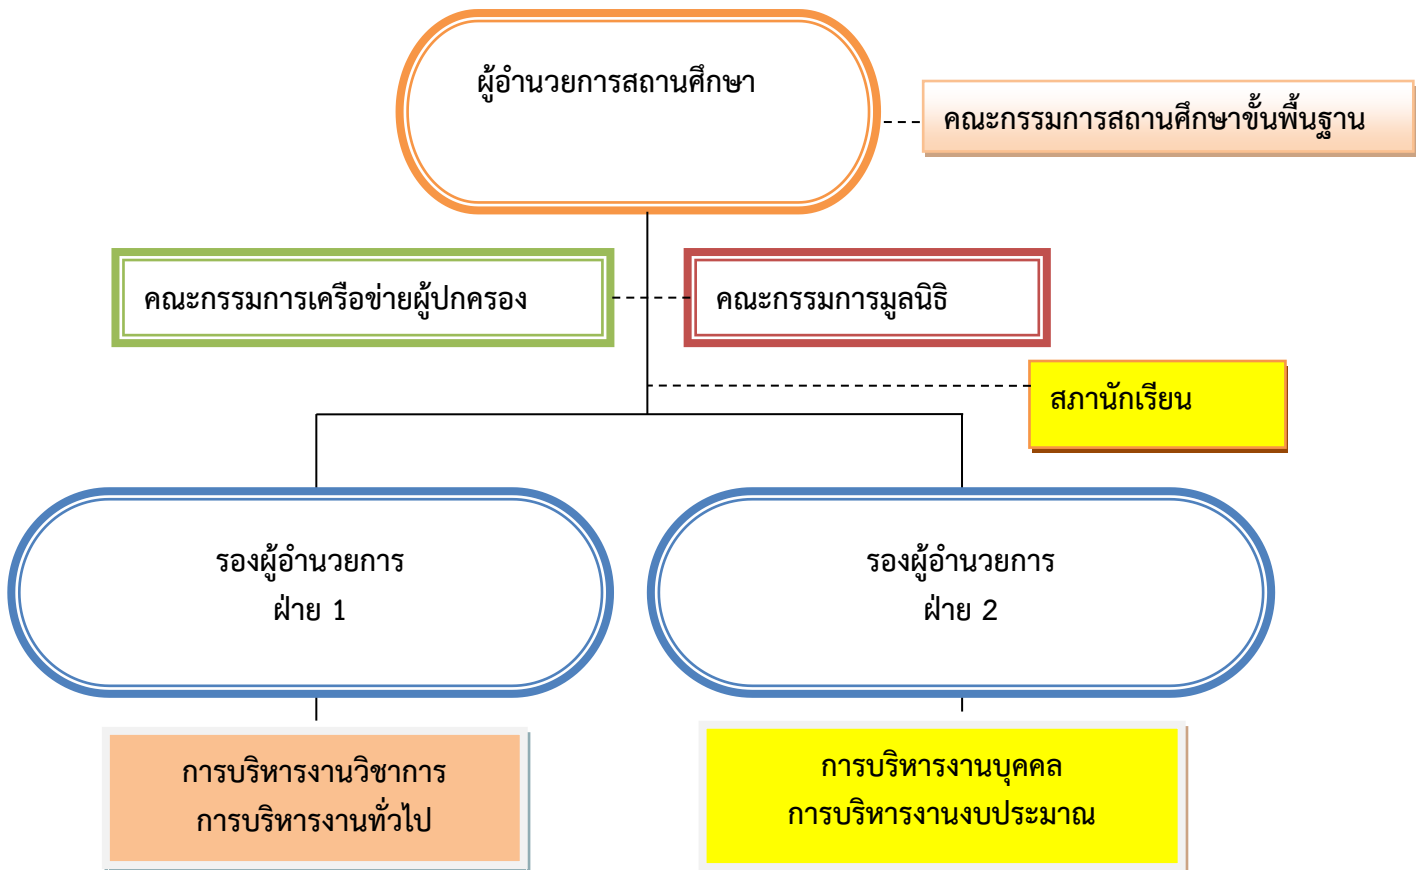 ผู้อำนวยการสถานศึกษา
คณะกรรมการสถานศึกษาขั้นพื้นฐาน
คณะกรรมการเครือข่ายผู้ปกครอง
คณะกรรมการมูลนิธิ
สภานักเรียน
รองผู้อำนวยการ
ฝ่าย 1
รองผู้อำนวยการ
ฝ่าย 2
การบริหารงานวิชาการ
การบริหารงานทั่วไป
การบริหารงานบุคคล
การบริหารงานงบประมาณ